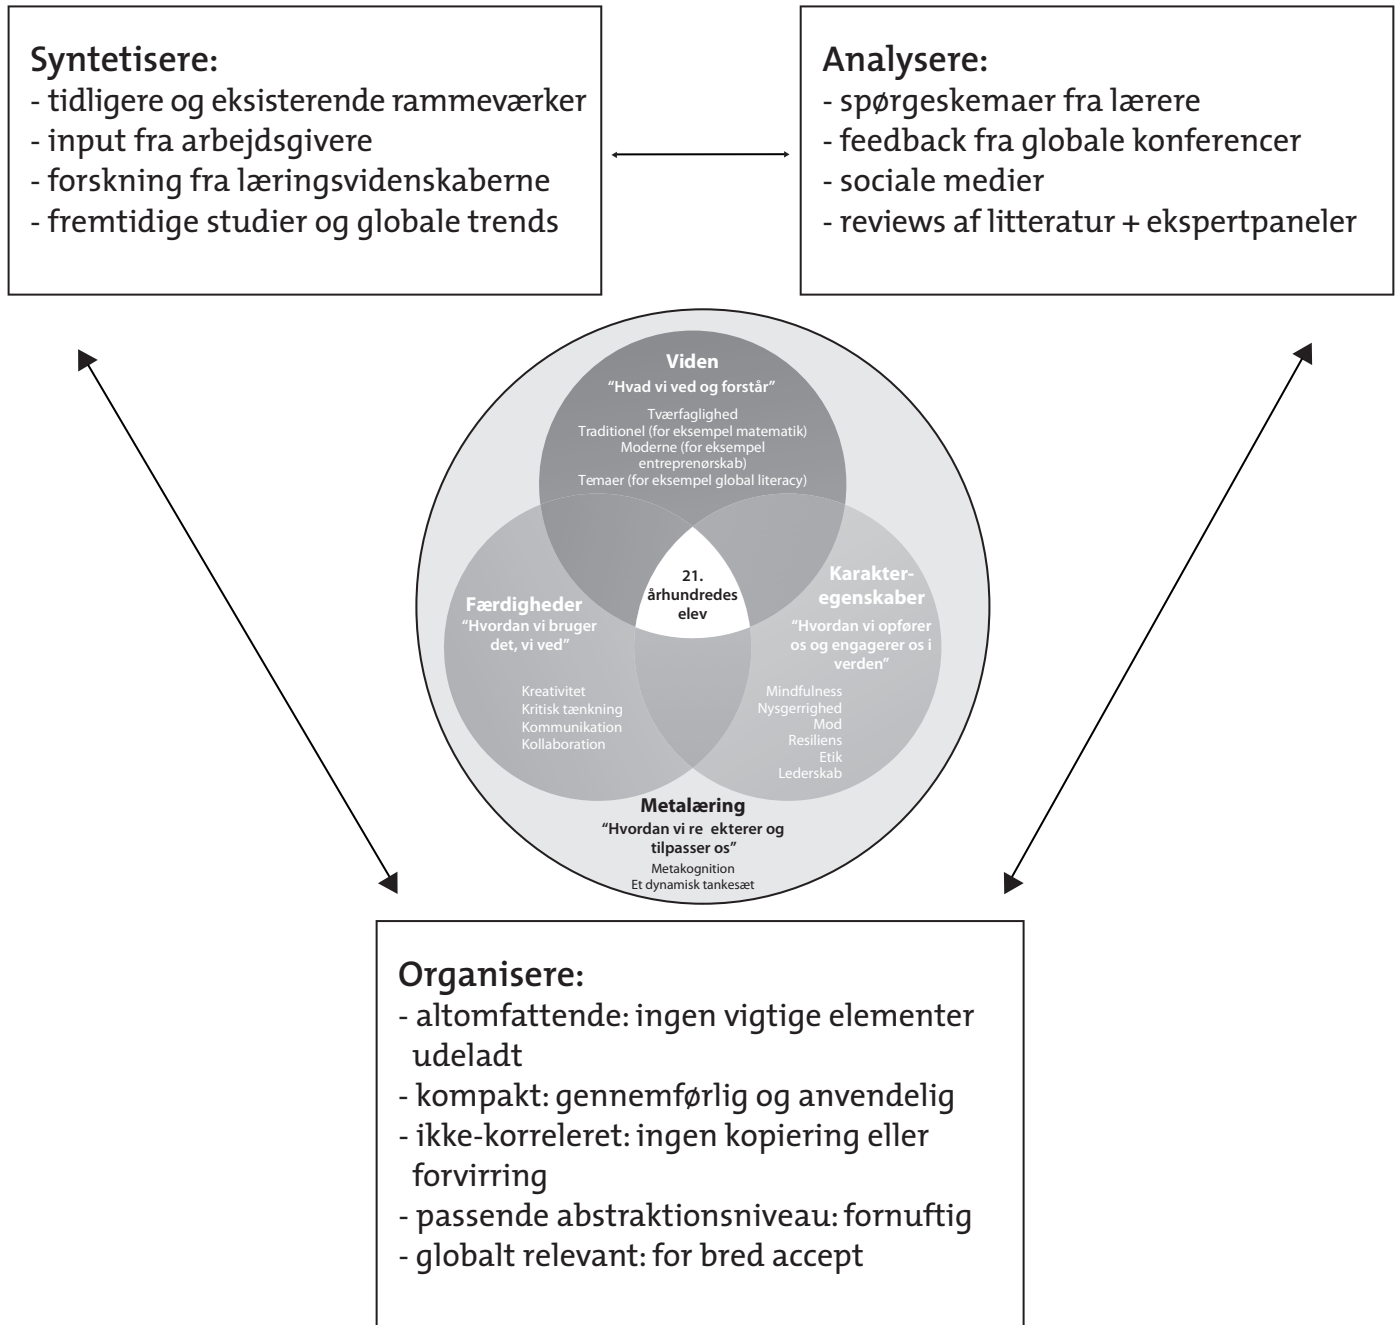 Syntetisere:
- tidligere og eksisterende rammeværker
- input fra arbejdsgivere
- forskning fra læringsvidenskaberne
- fremtidige studier og globale trends
Analysere:
- spørgeskemaer fra lærere
- feedback fra globale konferencer
- sociale medier
- reviews af litteratur + ekspertpaneler
Viden
“Hvad vi ved og forstår”
Tværfaglighed
Traditionel (for eksempel matematik)
Moderne (for eksempel
entreprenørskab)
Temaer (for eksempel global literacy)
21.
århundredes
elev
Færdigheder
“Hvordan vi bruger
det, vi ved”
Kreativitet
Kritisk tænkning
Kommunikation
Kollaboration
Karakter-
egenskaber
“Hvordan vi opfører
os og engagerer os i
verden”
Mindfulness
Nysgerrighed
Mod
Resiliens
Etik
Lederskab
Metalæring
“Hvordan vi re ekterer og
tilpasser os”
Metakognition
Et dynamisk tankesæt
Organisere:
- altomfattende: ingen vigtige elementer
udeladt
- kompakt: gennemførlig og anvendelig
- ikke-korreleret: ingen kopiering eller
forvirring
- passende abstraktionsniveau: fornuftig
- globalt relevant: for bred accept